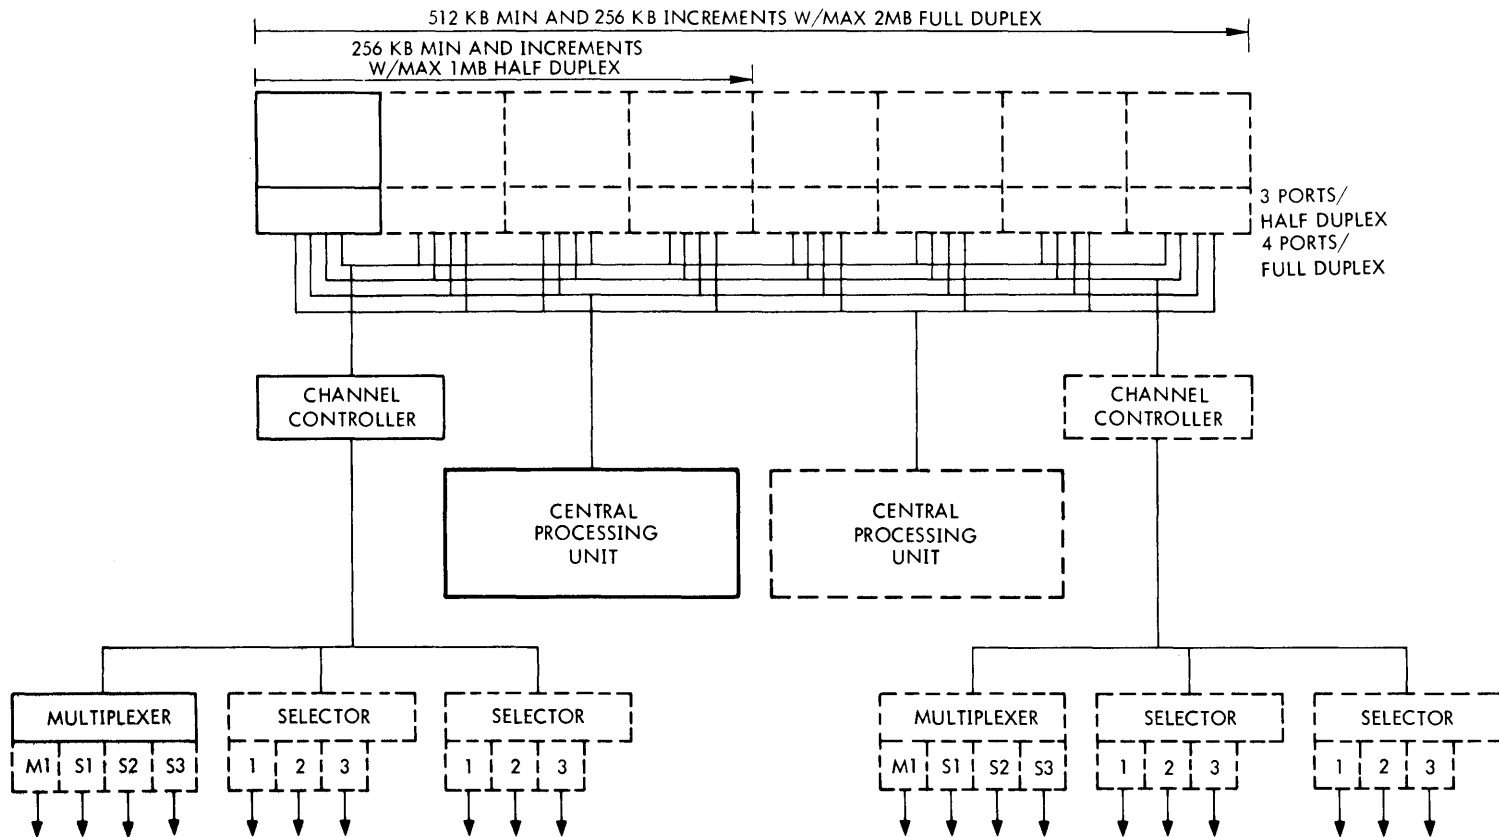 512 KB MIN AND 256 KB INCREMENTS W/MAX 2MB FULL DUPLEX
256 KB MIN AND INCREMENTS
W/MAX 1MB HALF DUPLEX
3 PORTS/
HALF DUPLEX
4 PORTS/
FULL DUPLEX
CHANNEL
CONTROLLER
CHANNEL
CONTROLLER
CENTRAL
PROCESSING
UNIT
CENTRAL
PROCESSING
UNIT
MULTIPLEXER
M1 S1 S2 S3
SELECTOR
1 2 3
SELECTOR
1 2 3
MULTIPLEXER
M1 S1 S2 S3
SELECTOR
1 2 3
SELECTOR
1 2 3